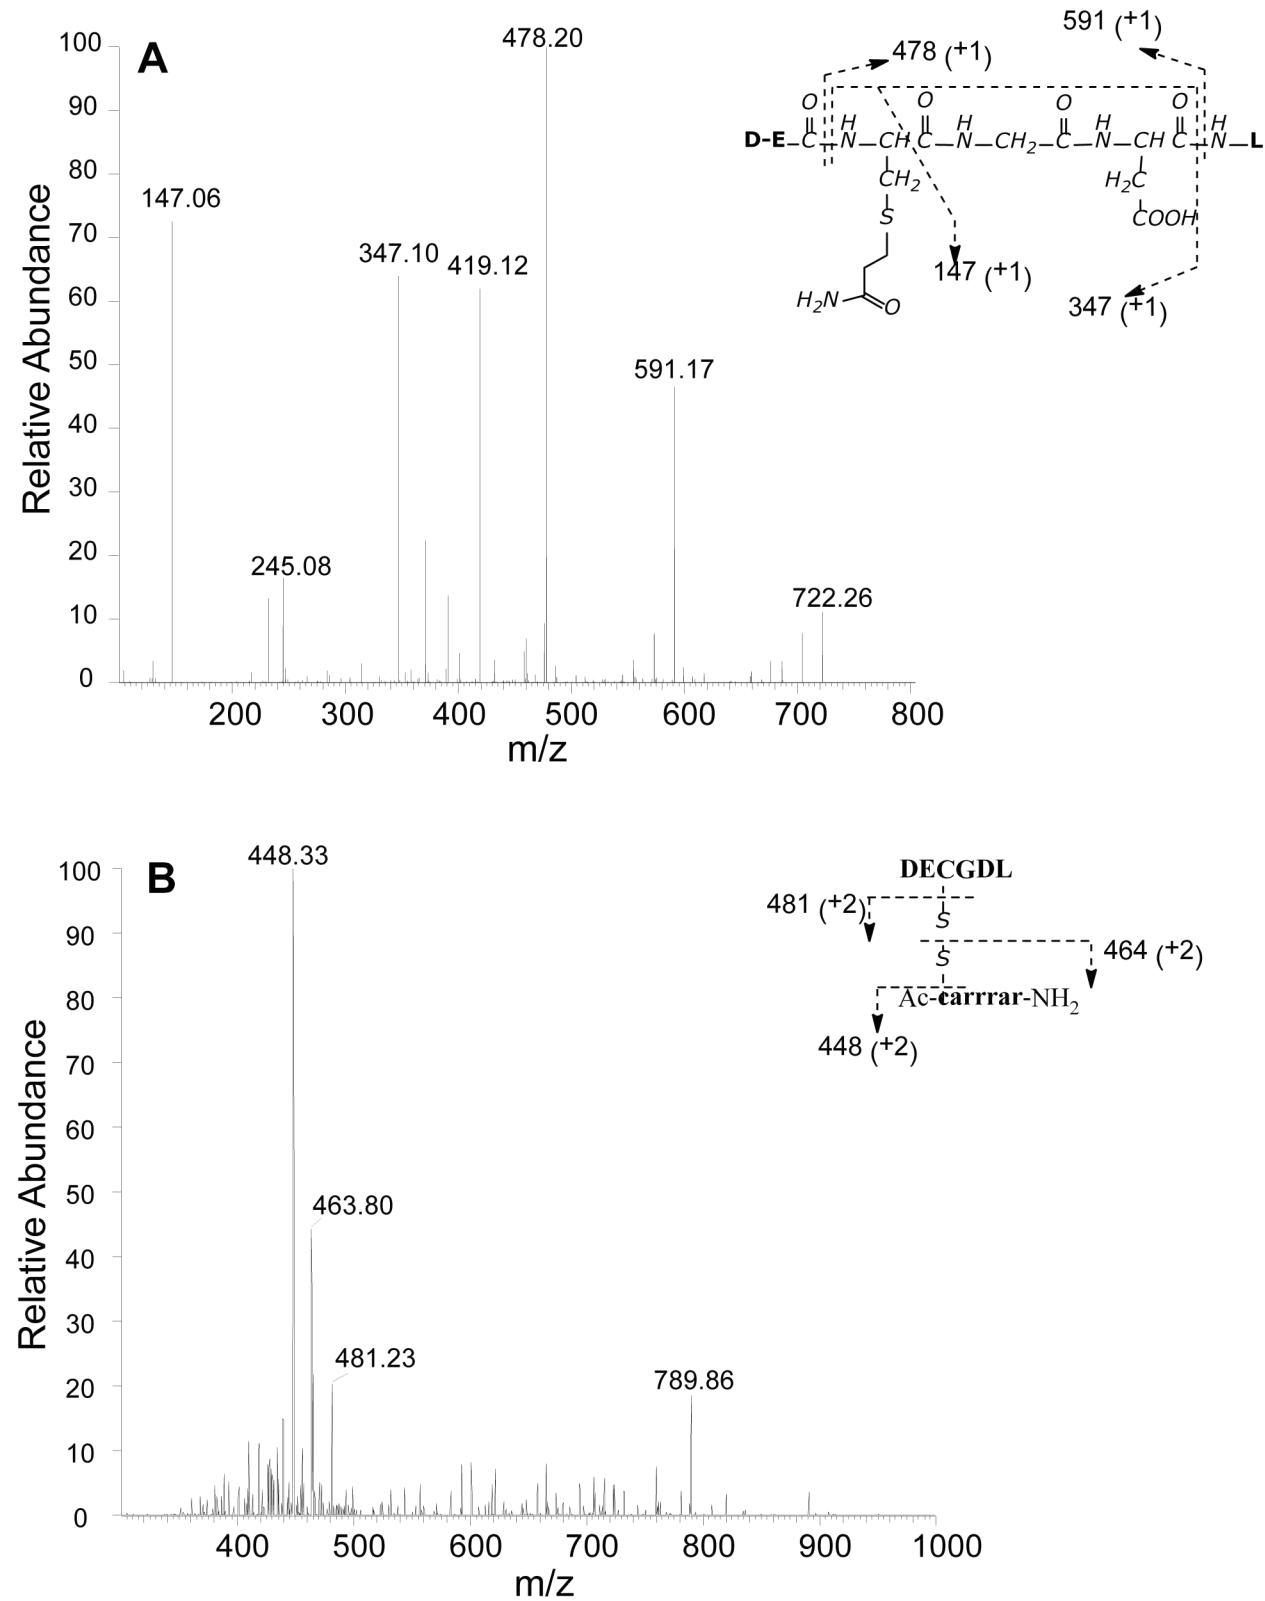 A
100
90
80
70
60
50
40
30
20
10
0
Relative Abundance
478.20
147.06
347.10
419.12
591.17
245.08
722.26
200 300 400 500 600 700 800
m/z
591 (+1)
478 (+1)
O O O O
H H H H
D-E-C-N-CH C-N-CH2-C-N-CH C-N-L
CH2 H2C
S COOH
147 (+1)
H2N O
347 (+1)
B
100
90
80
70
60
50
40
30
20
10
0
Relative Abundance
448.33
463.80
481.23
789.86
400 500 600 700 800 900 1000
m/z
DECGDL
481 (+2)
S
464 (+2)
S
Ac-carrrar-NH2
448 (+2)